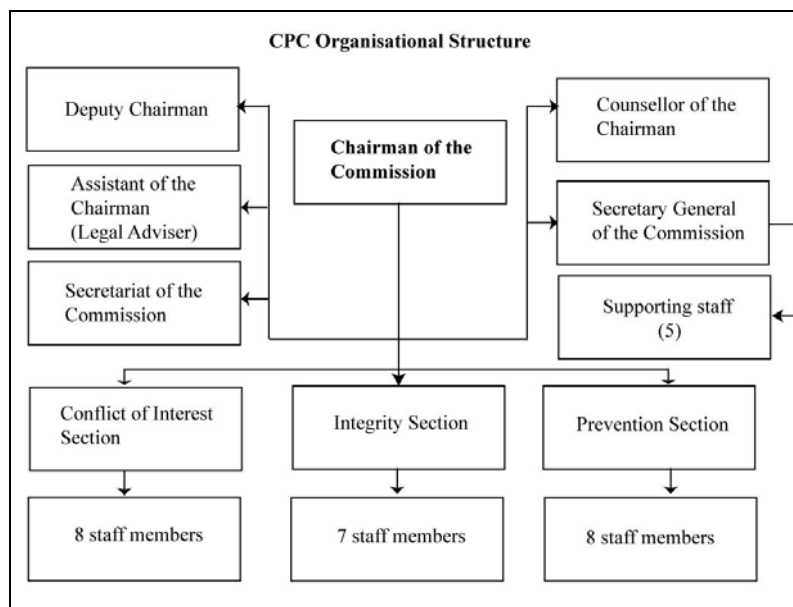 CPC Organisational Structure
Deputy Chairman
Counsellor of the
Chairman
Chairman of the
Commission
Assistant of the
Chairman
(Legal Adviser)
Secretary General
of the Commission
Secretariat of the
Commission
Supporting staff
(5)
Conflict of Interest
Section
Integrity Section
Prevention Section
8 staff members
7 staff members
8 staff members